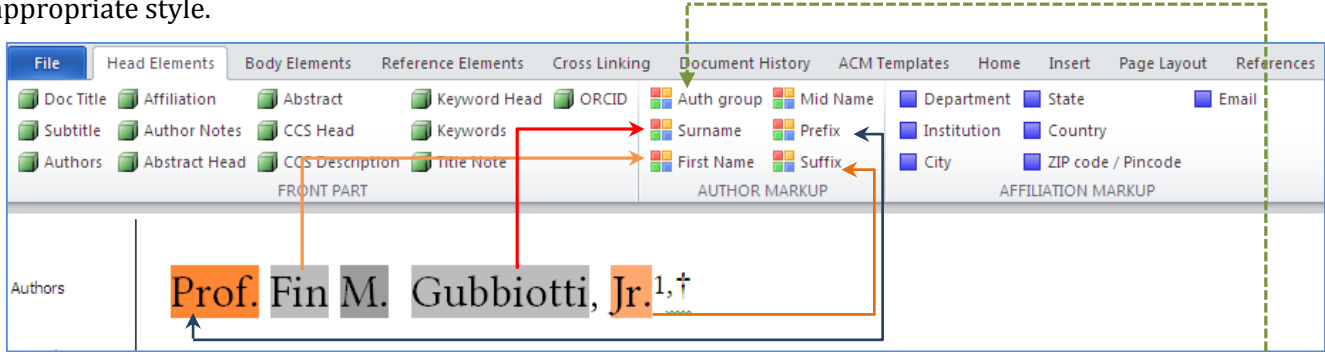 appropriate style.
File Head Elements Body Elements Reference Elements Cross Linking Document History ACM Templates Home Insert Page Layout References
Doc Title Affiliation Abstract Keyword Head ORCID Auth group Mid Name Department State Email
Subtitle Author Notes CCS Head Keywords Surname Prefix Institution Country
Authors Abstract Head CCS Description Title Note First Name Suffix City ZIP code / Pincode
FRONT PART AUTHOR MARKUP AFFILIATION MARKUP
Authors Prof. Fin M. Gubbiotti, Jr.1,†